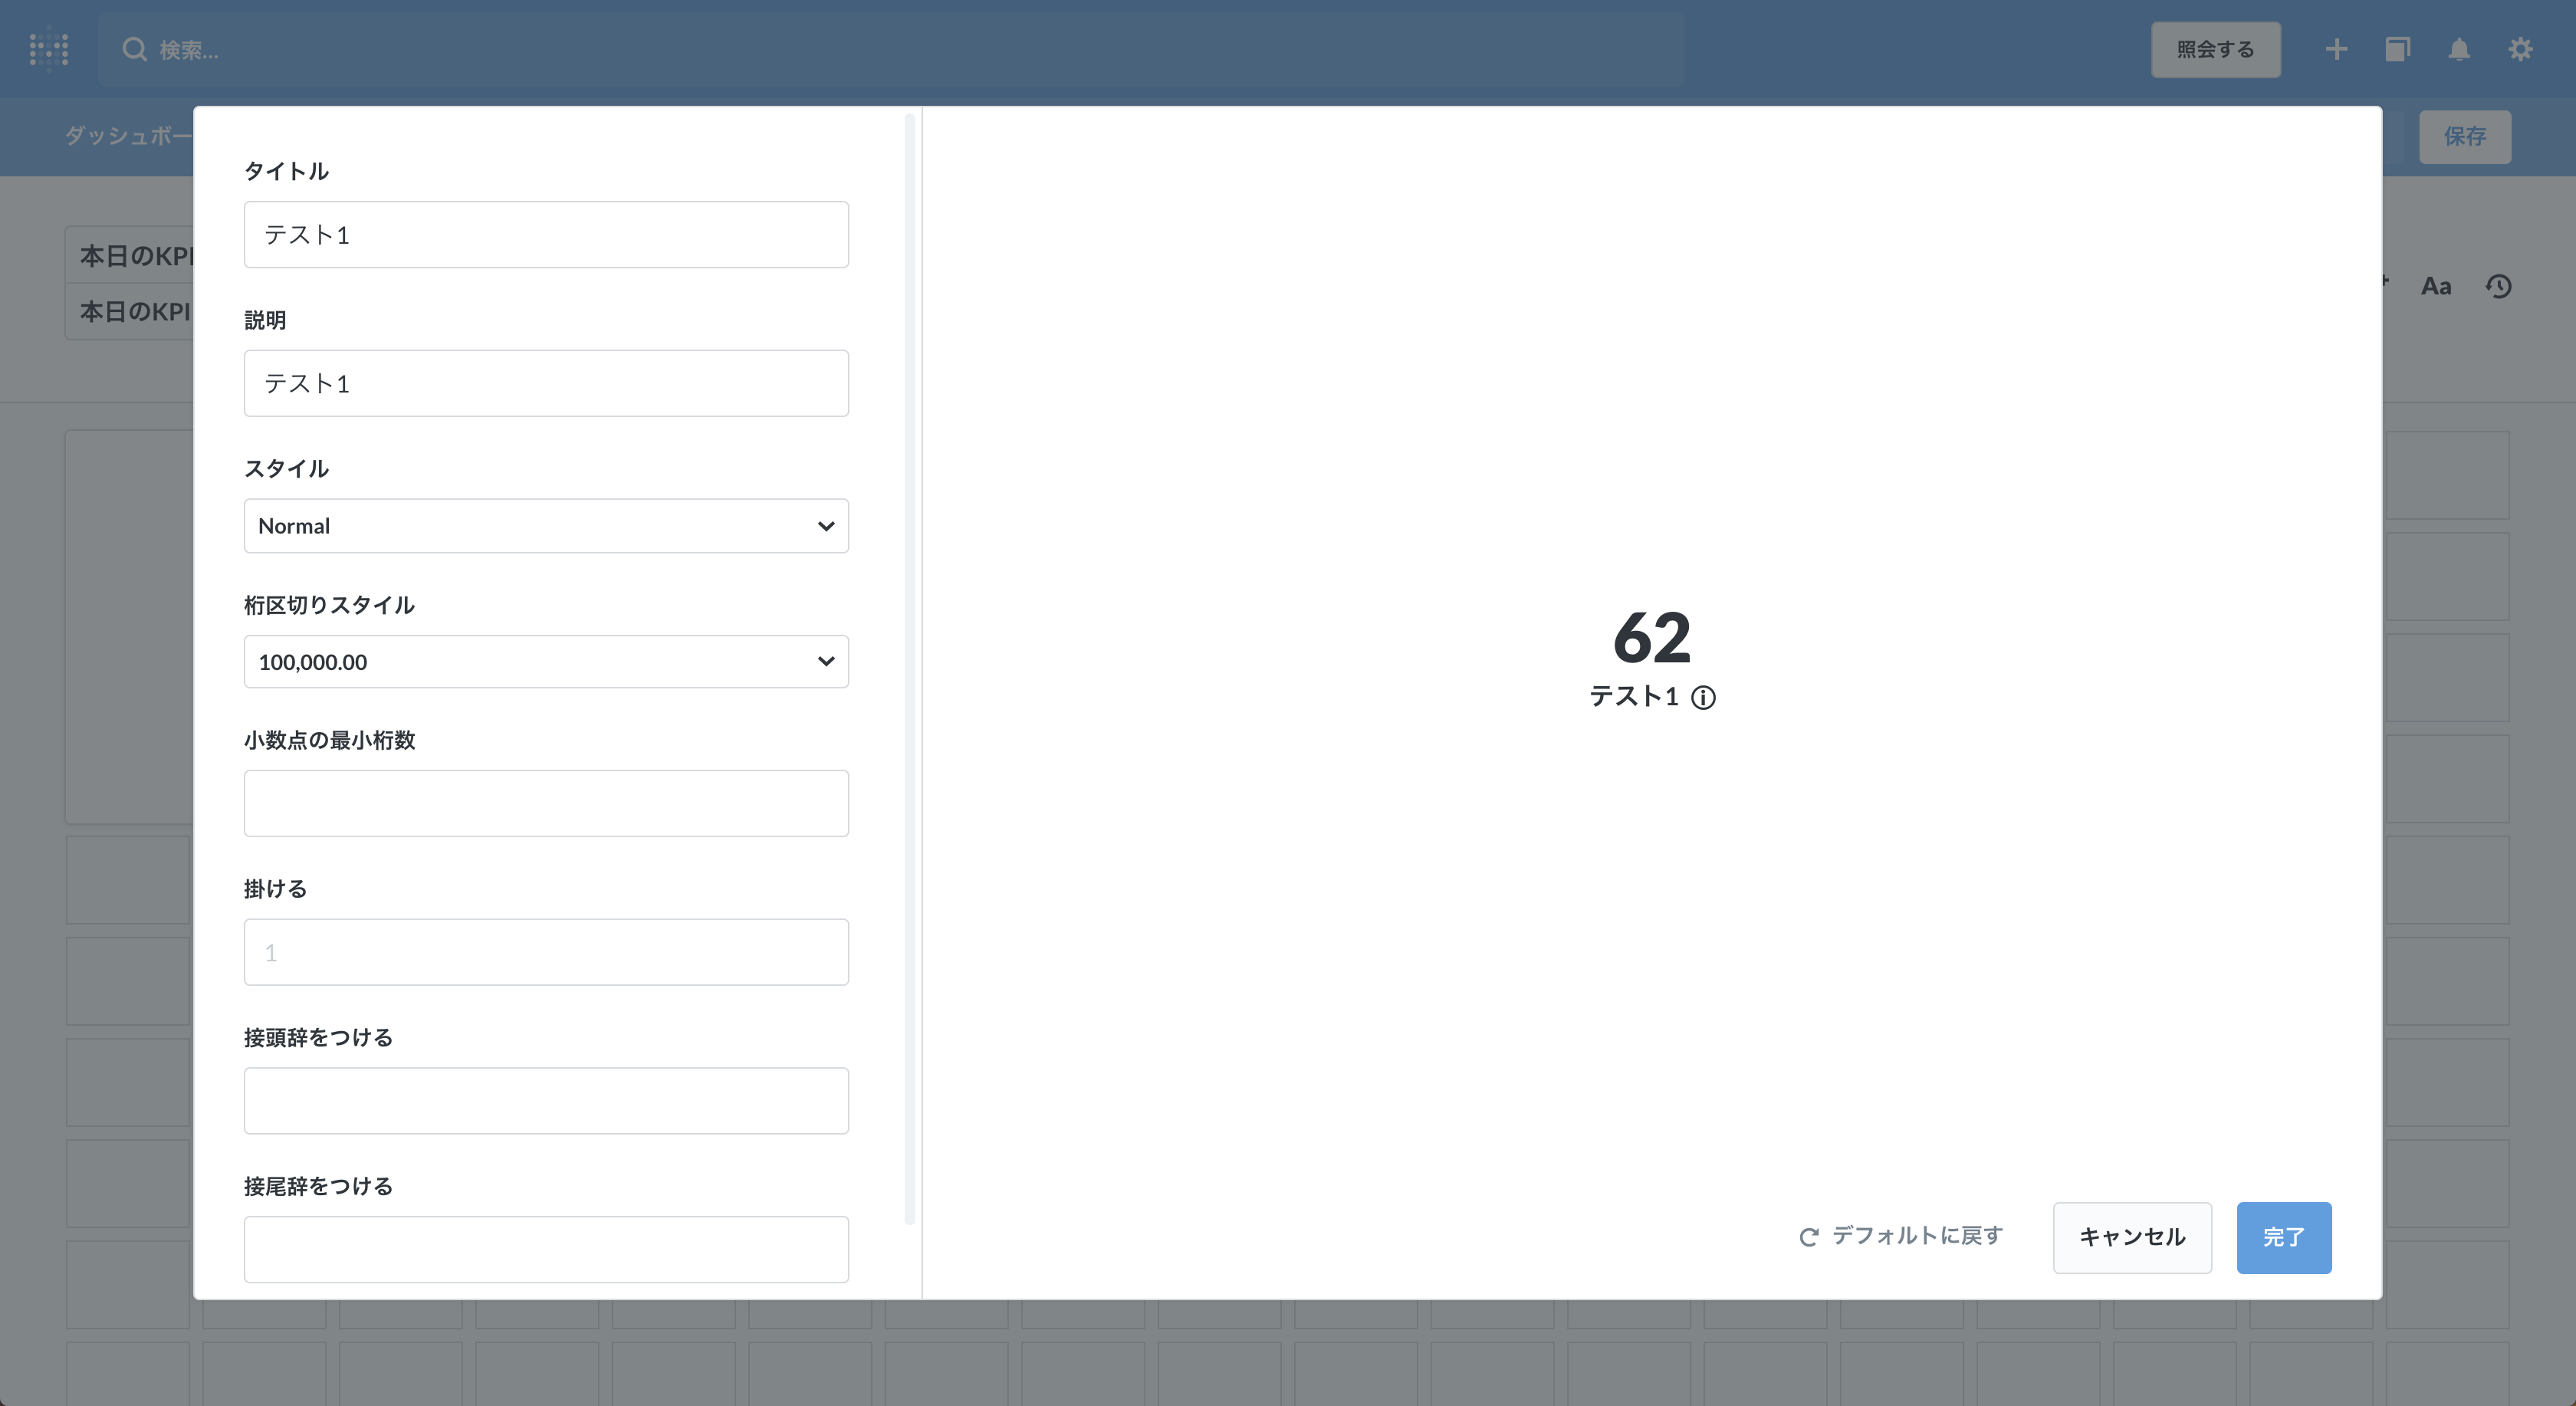 検索...
照会する
ダッシュボー
保存
本日のKPI
本日のKPI
Aa
タイトル
テスト1
説明
テスト1
スタイル
Normal
桁区切りスタイル
100,000.00
小数点の最小桁数
掛ける
1
接頭辞をつける
接尾辞をつける
62
テスト1
デフォルトに戻す
キャンセル
完了